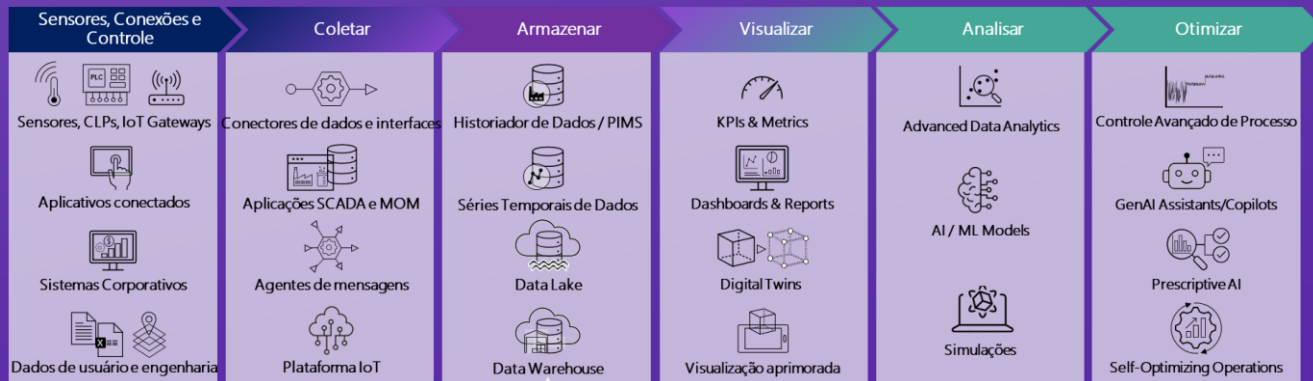 Sensores, Conexões e
Controle
Coletar
Armazenar
Visualizar
Analisar
Otimizar
PLC
Sensores, CLPs, IoT Gateways
Aplicativos conectados
$
Sistemas Corporativos
X
Dados de usuário e engenharia
Conectores de dados e interfaces
Aplicações SCADA e MOM
Agentes de mensagens
Plataforma IoT
Historiador de Dados / PIMS
Séries Temporais de Dados
Data Lake
Data Warehouse
KPIs & Metrics
Dashboards & Reports
Digital Twins
Visualização aprimorada
Advanced Data Analytics
AI / ML Models
Simulações
Controle Avançado de Processo
GenAI Assistants/Copilots
Prescriptive AI
Self-Optimizing Operations